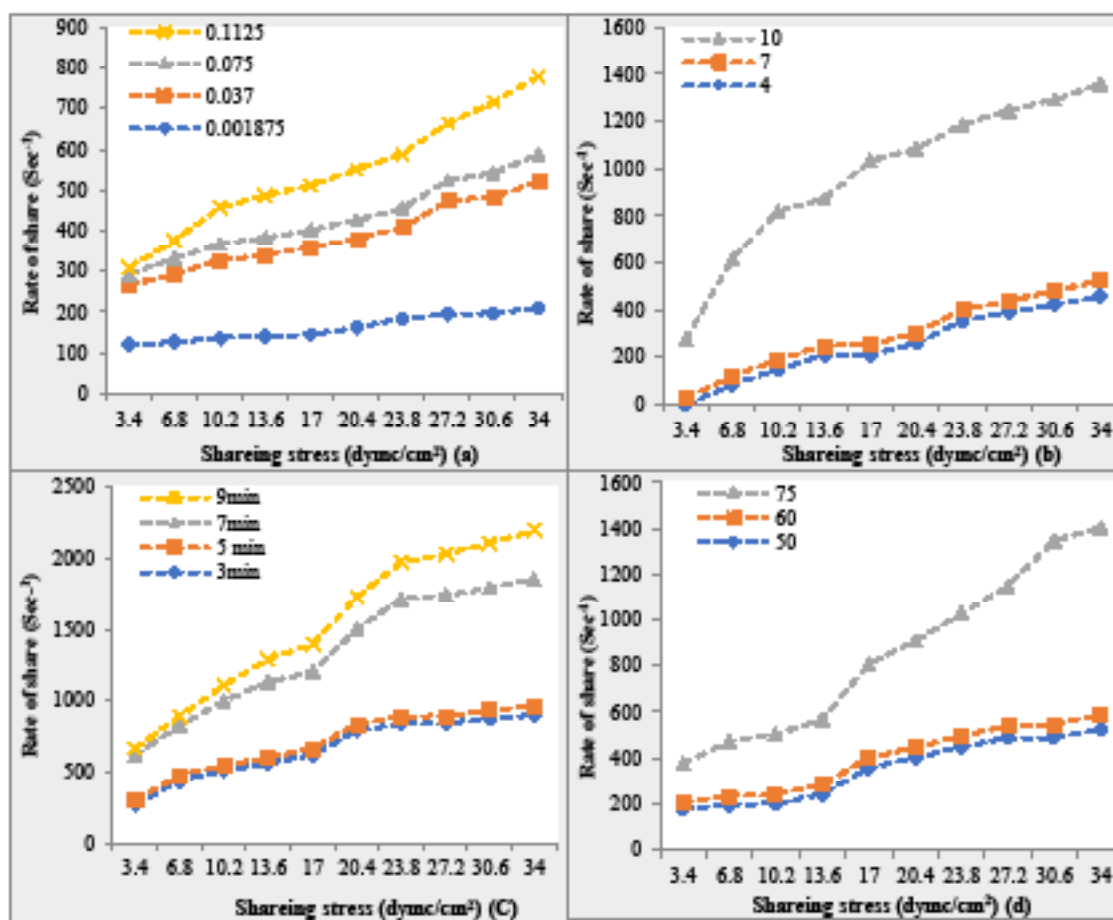 900
800
700
600
500
400
300
200
100
0
Rate of share (Sec⁻¹)
0.1125
0.075
0.037
0.001875
3.4 6.8 10.2 13.6 17 20.4 23.8 27.2 30.6 34
Shareing stress (dymc/cm²) (a)
1600
1400
1200
1000
800
600
400
200
0
Rate of share (Sec⁻¹)
10
7
4
3.4 6.8 10.2 13.6 17 20.4 23.8 27.2 30.6 34
Shareing stress (dymc/cm²) (b)
2500
2000
1500
1000
500
0
Rate of share (Sec⁻¹)
9min
7min
5 min
3min
3.4 6.8 10.2 13.6 17 20.4 23.8 27.2 30.6 34
Shareing stress (dymc/cm²) (C)
1600
1400
1200
1000
800
600
400
200
0
Rate of share (Sec⁻¹)
75
60
50
3.4 6.8 10.2 13.6 17 20.4 23.8 27.2 30.6 34
Shareing stress (dymc/cm²) (d)